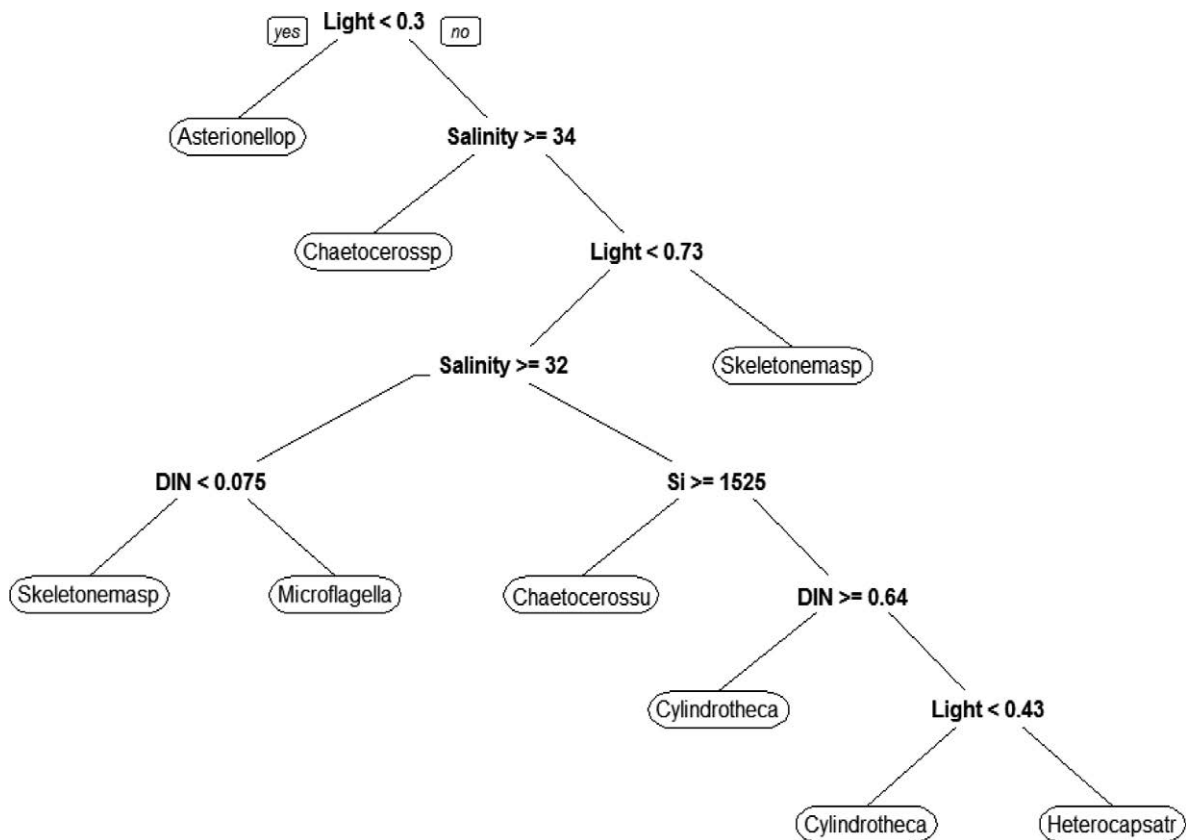 yes
Light < 0.3
no
Asterionellop
Salinity >= 34
Chaetocerossp
Light < 0.73
Salinity >= 32
Skeletonemasp
DIN < 0.075
Si >= 1525
Skeletonemasp
Microflagella
Chaetocerossu
DIN >= 0.64
Cylindrotheca
Light < 0.43
Cylindrotheca
Heterocapsatr